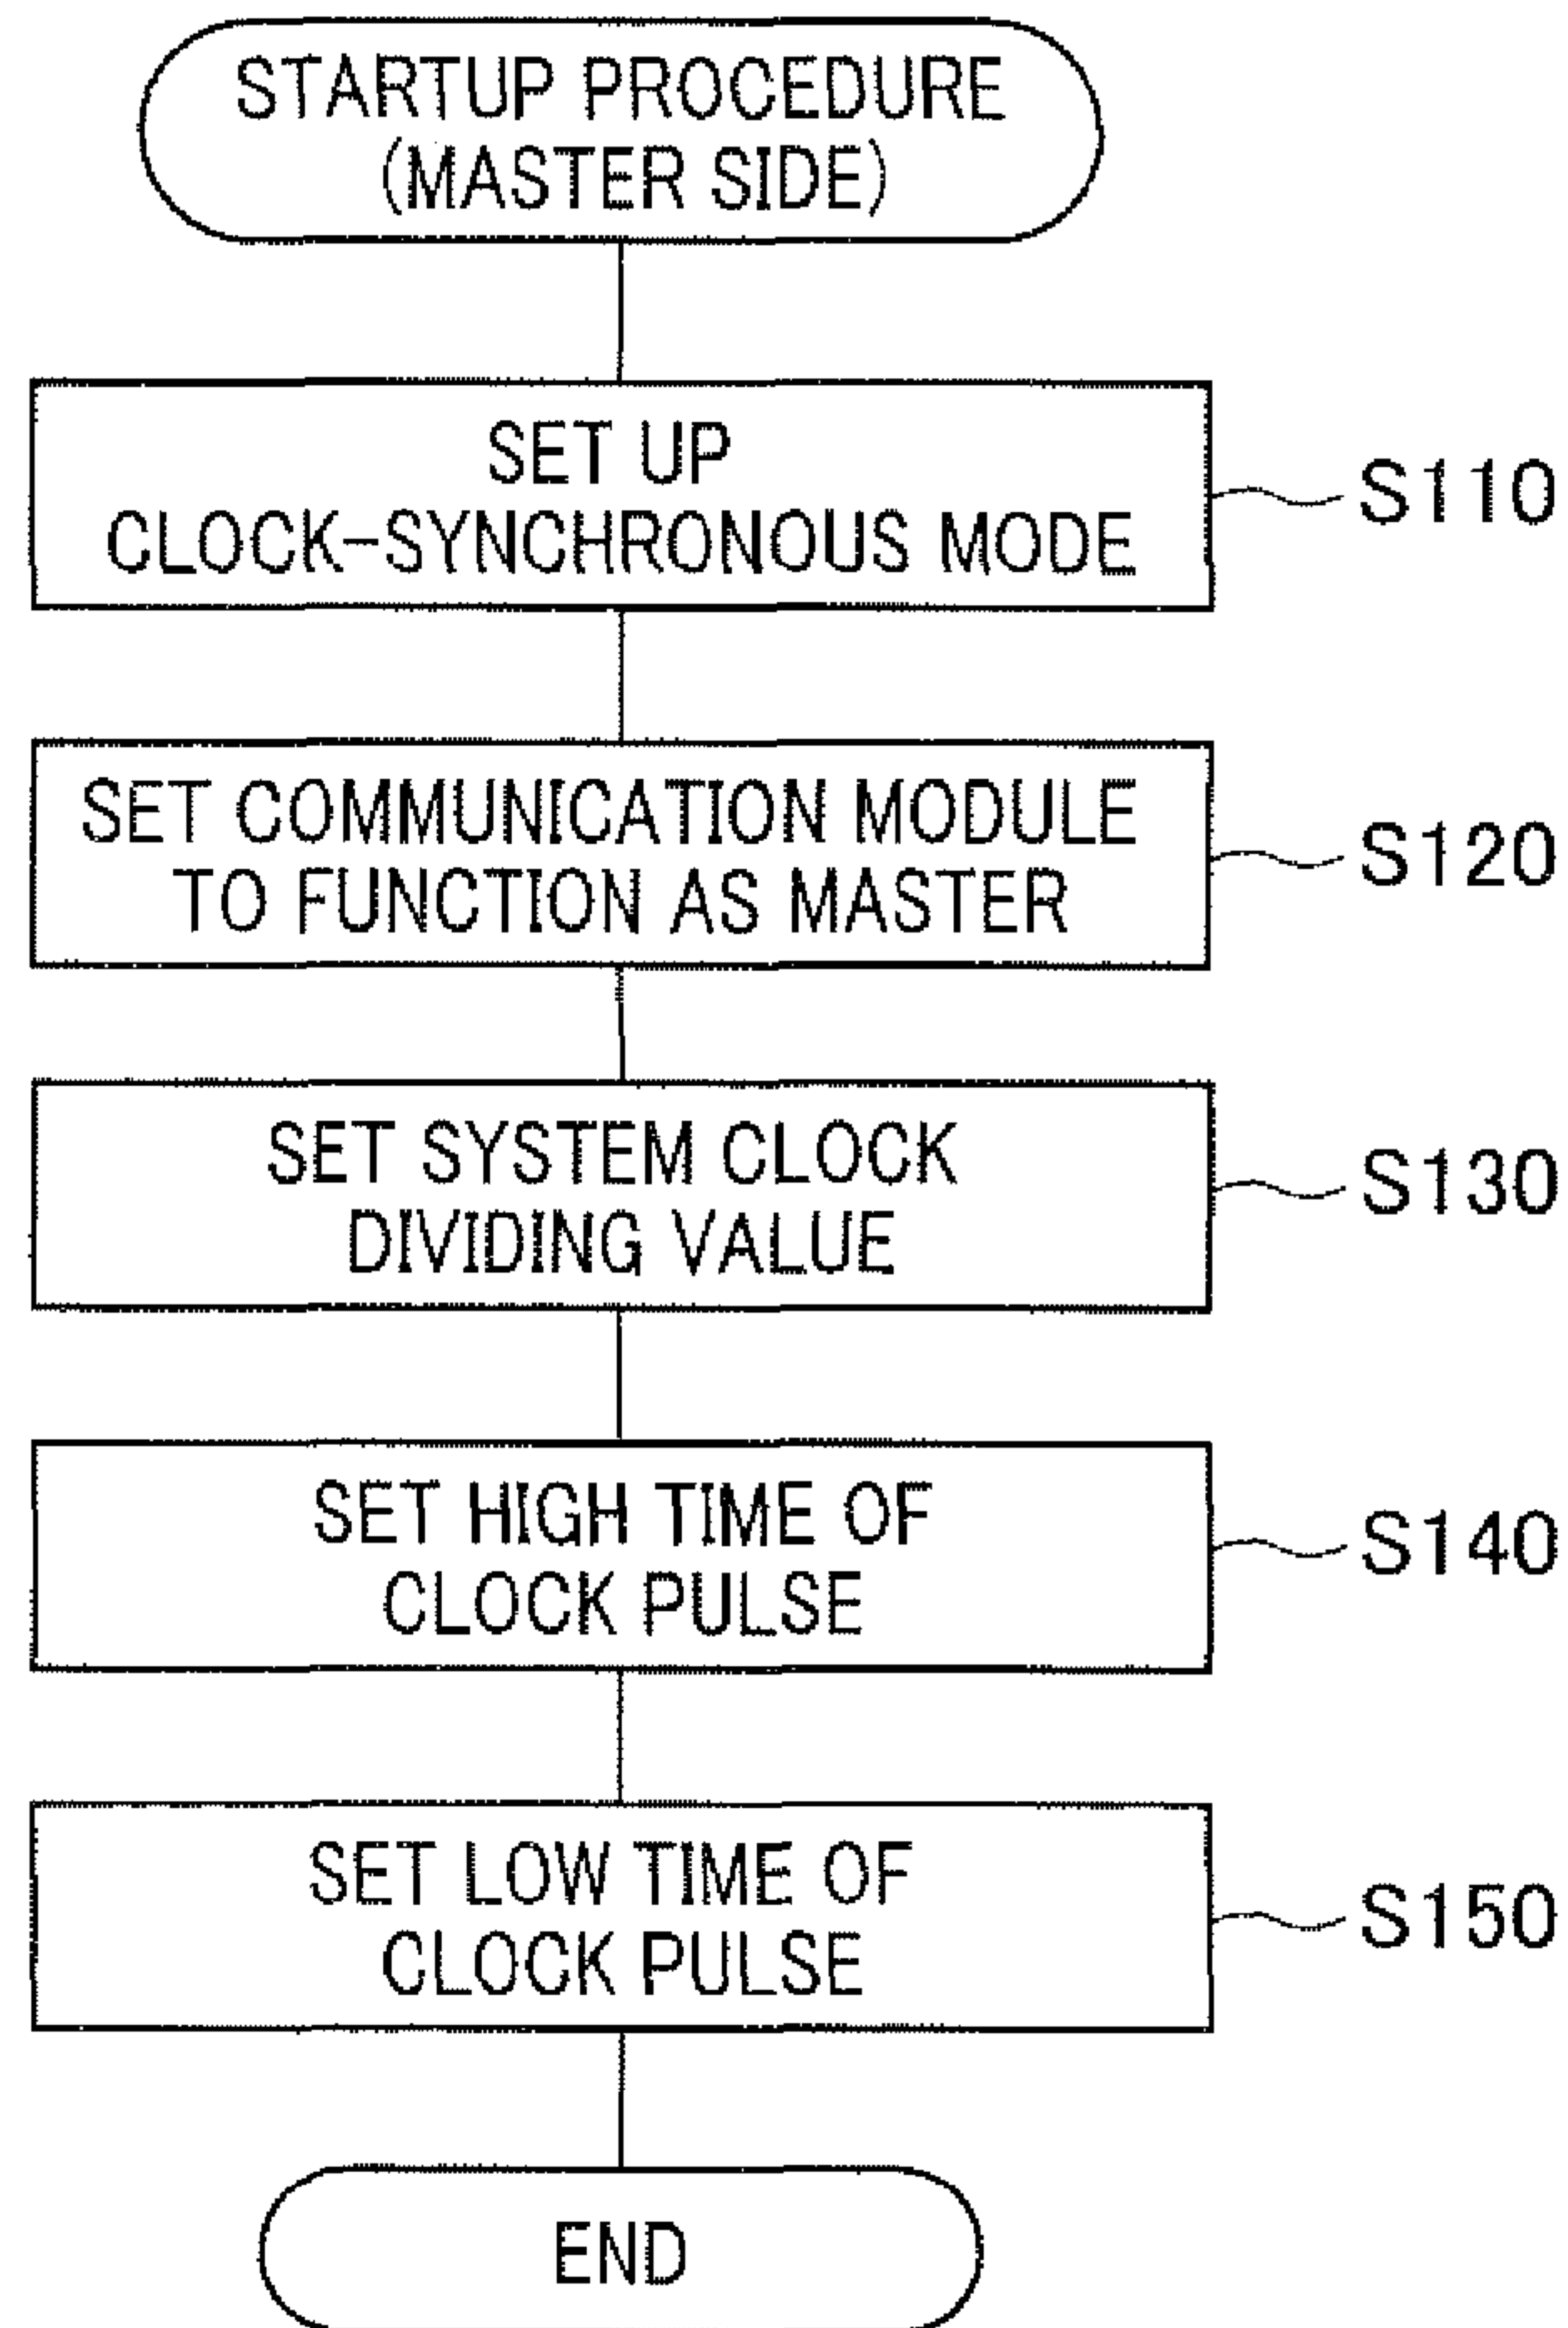 STARTUP PROCEDURE
(MASTER SIDE)
SET UP
CLOCK-SYNCHRONOUS MODE
S110
SET COMMUNICATION MODULE
TO FUNCTION AS MASTER
S120
SET SYSTEM CLOCK
DIVIDING VALUE
S130
SET HIGH TIME OF
CLOCK PULSE
S140
SET LOW TIME OF
CLOCK PULSE
S150
END